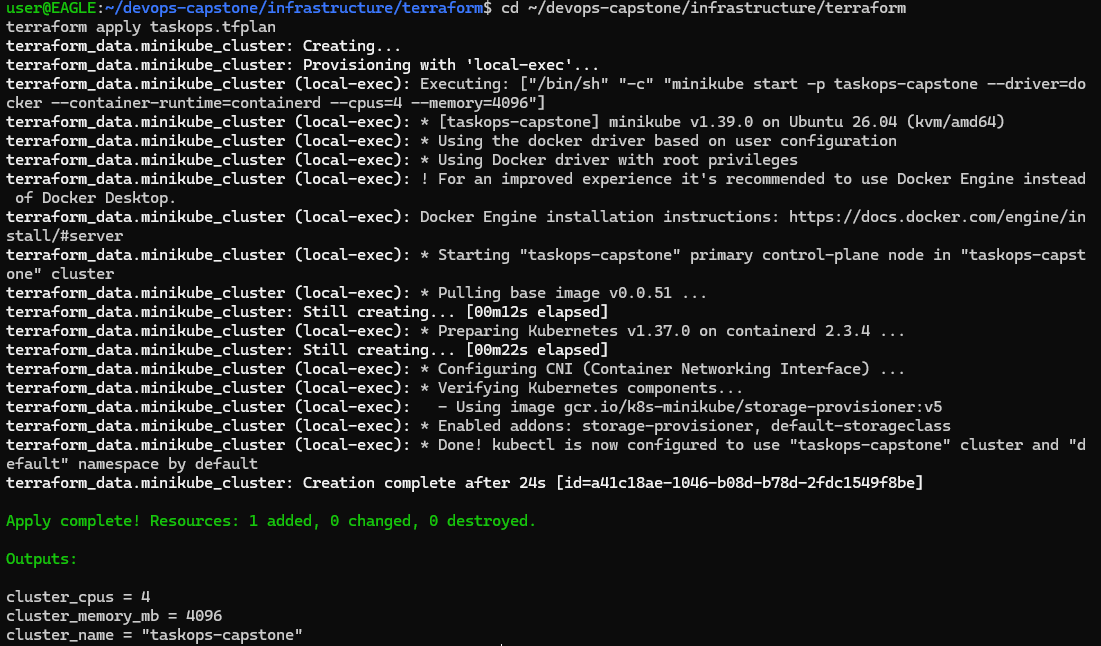 user@EAGLE:~/devops-capstone/infrastructure/terraform$ cd ~/devops-capstone/infrastructure/terraform
terraform apply taskops.tfplan
terraform_data.minikube_cluster: Creating...
terraform_data.minikube_cluster: Provisioning with 'local-exec'...
terraform_data.minikube_cluster (local-exec): Executing: ["/bin/sh" "-c" "minikube start -p taskops-capstone --driver=do
cker --container-runtime=containerd --cpus=4 --memory=4096"]
terraform_data.minikube_cluster (local-exec): * [taskops-capstone] minikube v1.39.0 on Ubuntu 26.04 (kvm/amd64)
terraform_data.minikube_cluster (local-exec): * Using the docker driver based on user configuration
terraform_data.minikube_cluster (local-exec): * Using Docker driver with root privileges
terraform_data.minikube_cluster (local-exec): ! For an improved experience it's recommended to use Docker Engine instead
 of Docker Desktop.
terraform_data.minikube_cluster (local-exec): Docker Engine installation instructions: https://docs.docker.com/engine/in
stall/#server
terraform_data.minikube_cluster (local-exec): * Starting "taskops-capstone" primary control-plane node in "taskops-capst
one" cluster
terraform_data.minikube_cluster (local-exec): * Pulling base image v0.0.51 ...
terraform_data.minikube_cluster: Still creating... [00m12s elapsed]
terraform_data.minikube_cluster (local-exec): * Preparing Kubernetes v1.37.0 on containerd 2.3.4 ...
terraform_data.minikube_cluster: Still creating... [00m22s elapsed]
terraform_data.minikube_cluster (local-exec): * Configuring CNI (Container Networking Interface) ...
terraform_data.minikube_cluster (local-exec): * Verifying Kubernetes components...
terraform_data.minikube_cluster (local-exec):   - Using image gcr.io/k8s-minikube/storage-provisioner:v5
terraform_data.minikube_cluster (local-exec): * Enabled addons: storage-provisioner, default-storageclass
terraform_data.minikube_cluster (local-exec): * Done! kubectl is now configured to use "taskops-capstone" cluster and "d
efault" namespace by default
terraform_data.minikube_cluster: Creation complete after 24s [id=a41c18ae-1046-b08d-b78d-2fdc1549f8be]
Apply complete! Resources: 1 added, 0 changed, 0 destroyed.
Outputs:
cluster_cpus = 4
cluster_memory_mb = 4096
cluster_name = "taskops-capstone"